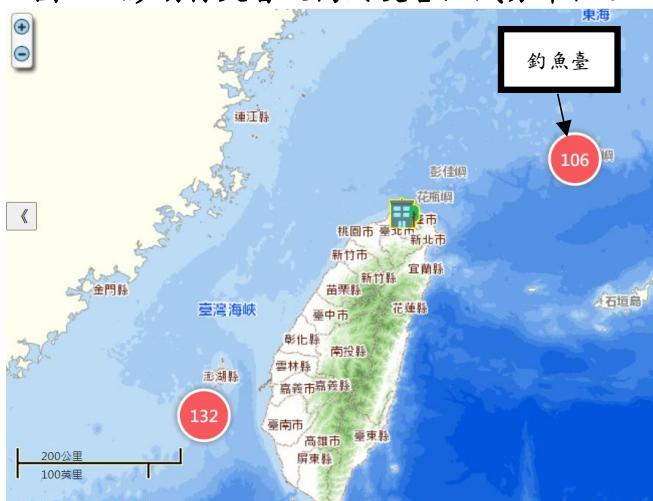 東海
釣魚臺
連江縣
106
嶼
彭佳嶼
花瓶嶼
市
桃園市
臺北市
新北市
新竹市
宜蘭縣
新竹縣
苗栗縣
金門縣
石垣島
臺灣海峽
臺中市
花蓮縣
彰化縣
南投縣
雲林縣
澎湖縣
嘉義市
嘉義縣
132
臺南市
高雄市
臺東縣
屏東縣
200公里
100英里
+
−
《